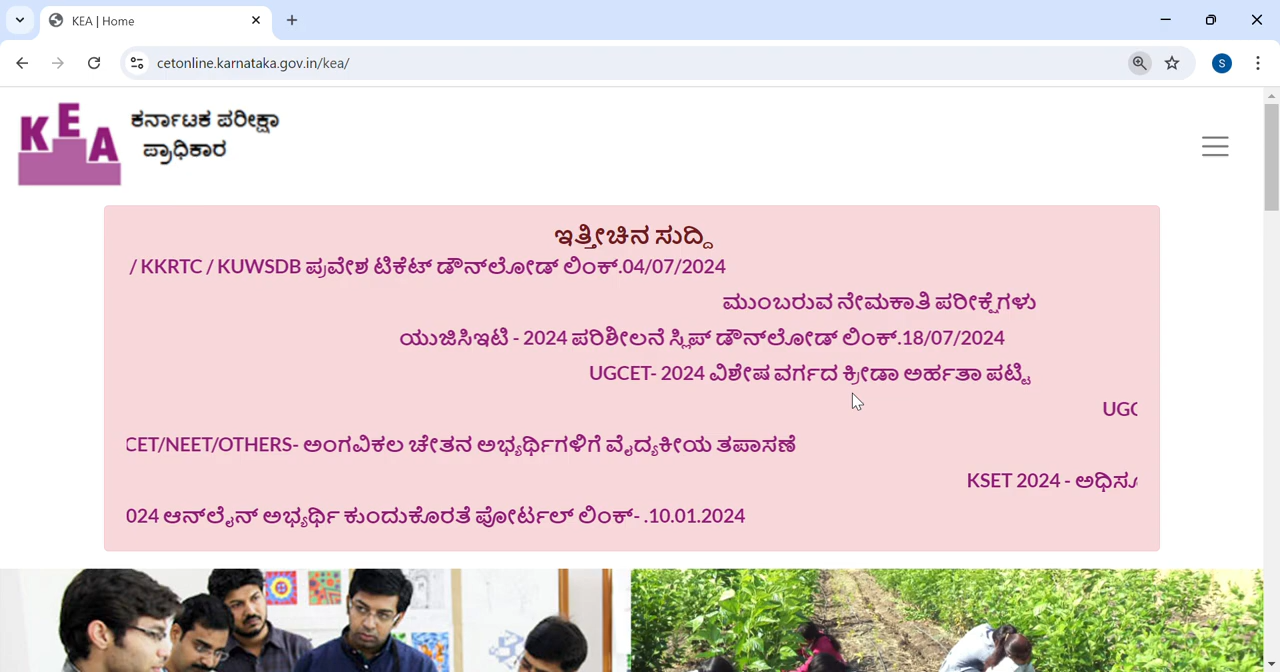 KEA | Home
cetonline.karnataka.gov.in/kea/
S
KEA
ಕರ್ನಾಟಕ ಪರೀಕ್ಷಾ
ಪ್ರಾಧಿಕಾರ
ಇತ್ತೀಚಿನ ಸುದ್ದಿ
/ KKRTC / KUWSDB ಪ್ರವೇಶ ಟಿಕೆಟ್ ಡೌನ್‌ಲೋಡ್ ಲಿಂಕ್.04/07/2024
ಮುಂಬರುವ ನೇಮಕಾತಿ ಪರೀಕ್ಷೆಗಳು
ಯುಜಿಸಿಇಟಿ - 2024 ಪರಿಶೀಲನೆ ಸ್ಲಿಪ್ ಡೌನ್‌ಲೋಡ್ ಲಿಂಕ್.18/07/2024
UGCET- 2024 ವಿಶೇಷ ವರ್ಗದ ಕ್ರೀಡಾ ಅರ್ಹತಾ ಪಟ್ಟಿ
UGC
CET/NEET/OTHERS- ಅಂಗವಿಕಲ ಚೇತನ ಅಭ್ಯರ್ಥಿಗಳಿಗೆ ವೈದ್ಯಕೀಯ ತಪಾಸಣೆ
KSET 2024 -
024 ಆನ್‌ಲೈನ್ ಅಭ್ಯರ್ಥಿ ಕುಂದುಕೊರತೆ ಪೋರ್ಟಲ್ ಲಿಂಕ್- .10.01.2024